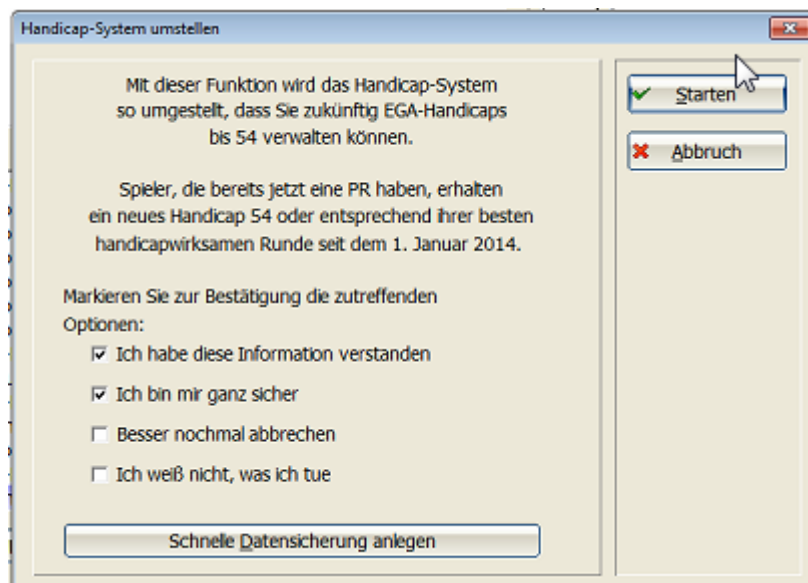 Handicap-System umstellen
Mit dieser Funktion wird das Handicap-System
so umgestellt, dass Sie zukünftig EGA-Handicaps
bis 54 verwalten können.
Spieler, die bereits jetzt eine PR haben, erhalten
ein neues Handicap 54 oder entsprechend ihrer besten
handicapwirksamen Runde seit dem 1. Januar 2014.
Markieren Sie zur Bestätigung die zutreffenden
Optionen:
Ich habe diese Information verstanden
Ich bin mir ganz sicher
Besser nochmal abbrechen
Ich weiß nicht, was ich tue
Schnelle Datensicherung anlegen
Starten
Abbruch